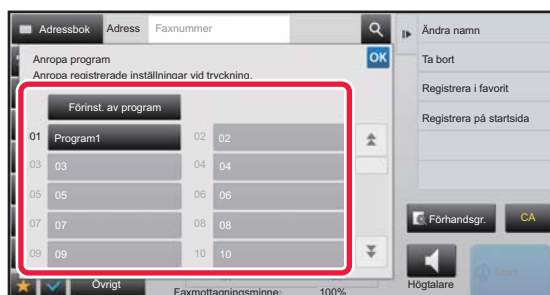 Adressbok Adress Faxnummer
Ändra namn
Anropa program OK
Anropa registrerade inställningar vid tryckning.
Ta bort
Registrera i favorit
Förinst. av program
Registrera på startsida
01 Program1 02 02
03 03 04 04
05 05 06 06
07 07 08 08
Förhandsgr. CA
09 09 10 10
Övrigt
Faxmottagningsminne: 100%
Högtalare
Start